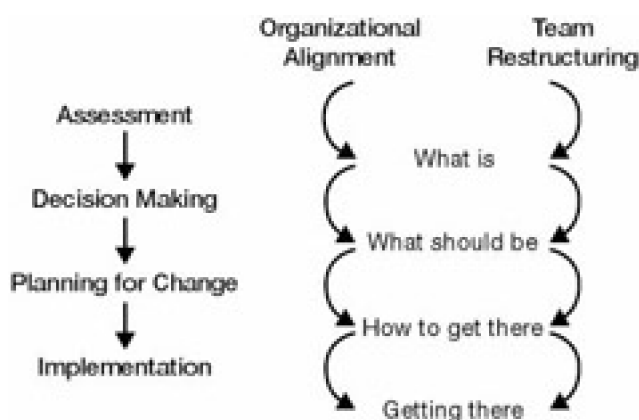 Organizational
Alignment
Team
Restructuring
Assessment
What is
Decision Making
What should be
Planning for Change
How to get there
Implementation
Getting there